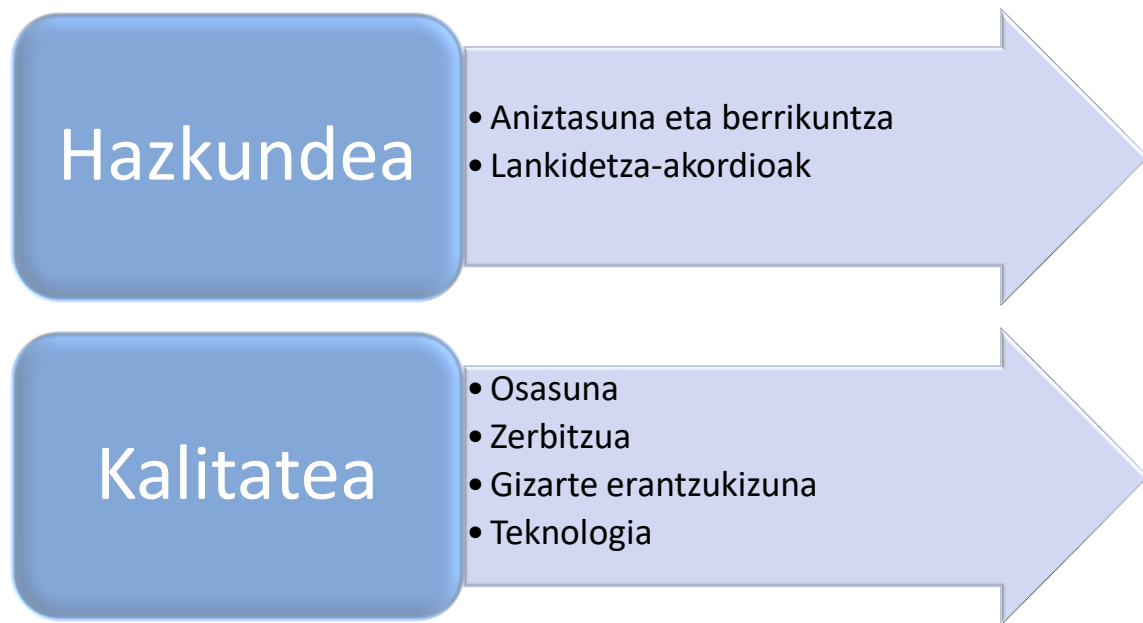 Hazkundea
• Aniztasuna eta berrikuntza
• Lankidetza-akordioak
Kalitatea
• Osasuna
• Zerbitzua
• Gizarte erantzukizuna
• Teknologia